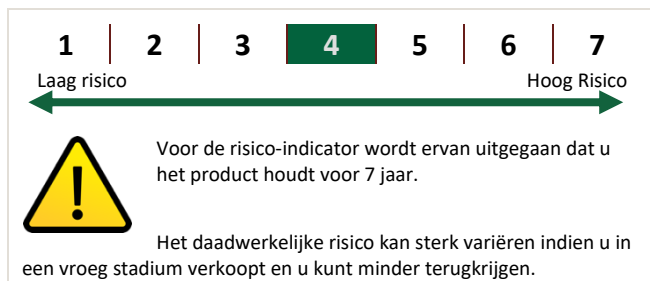 1 2 3 4 5 6 7
Laag risico Hoog Risico
Voor de risico-indicator wordt ervan uitgegaan dat u
het product houdt voor 7 jaar.
Het daadwerkelijke risico kan sterk variëren indien u in
een vroeg stadium verkoopt en u kunt minder terugkrijgen.